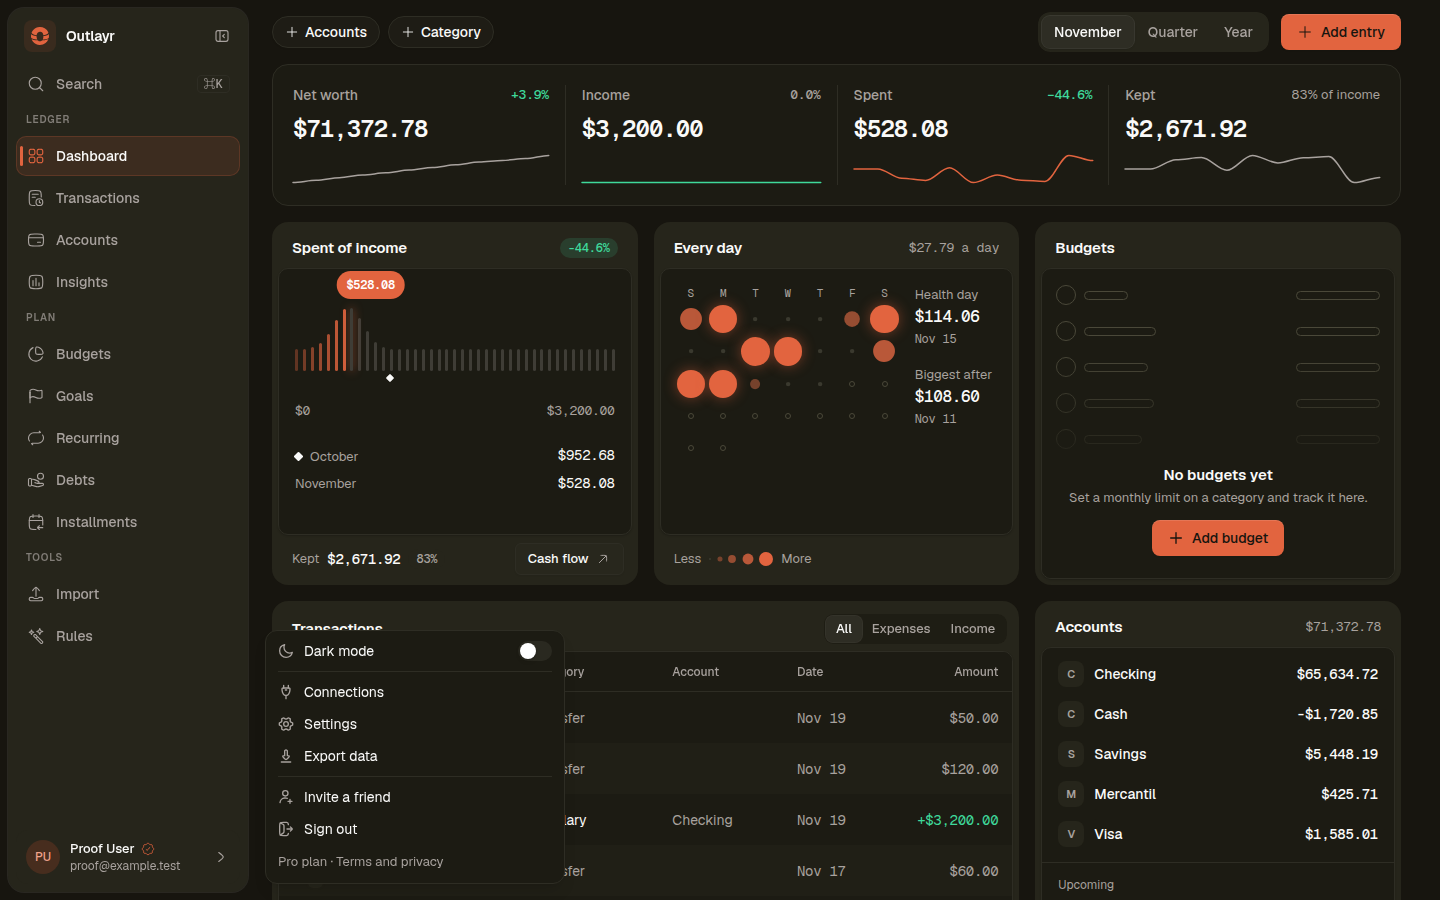 Outlayr
Search ⌘K
LEDGER
Dashboard
Transactions
Accounts
Insights
PLAN
Budgets
Goals
Recurring
Debts
Installments
TOOLS
Import
Rules
PU
Proof User
proof@example.test
Accounts
Category
November Quarter Year
Add entry
Net worth +3.9%
$71,372.78
Income 0.0%
$3,200.00
Spent -44.6%
$528.08
Kept 83% of income
$2,671.92
Spent of income -44.6%
$528.08
$0 $3,200.00
October $952.68
November $528.08
Kept $2,671.92 83%
Cash flow
Every day $27.79 a day
S M T W T F S
Health day
$114.06
Nov 15
Biggest after
$108.60
Nov 11
Less More
Budgets
No budgets yet
Set a monthly limit on a category and track it here.
Add budget
Transactions
All Expenses Income
Account Date Amount
Nov 19 $50.00
Nov 19 $120.00
Checking Nov 19 +$3,200.00
Nov 17 $60.00
Dark mode
Connections
Settings
Export data
Invite a friend
Sign out
Pro plan · Terms and privacy
Accounts $71,372.78
C Checking $65,634.72
C Cash -$1,720.85
S Savings $5,448.19
M Mercantil $425.71
V Visa $1,585.01
Upcoming